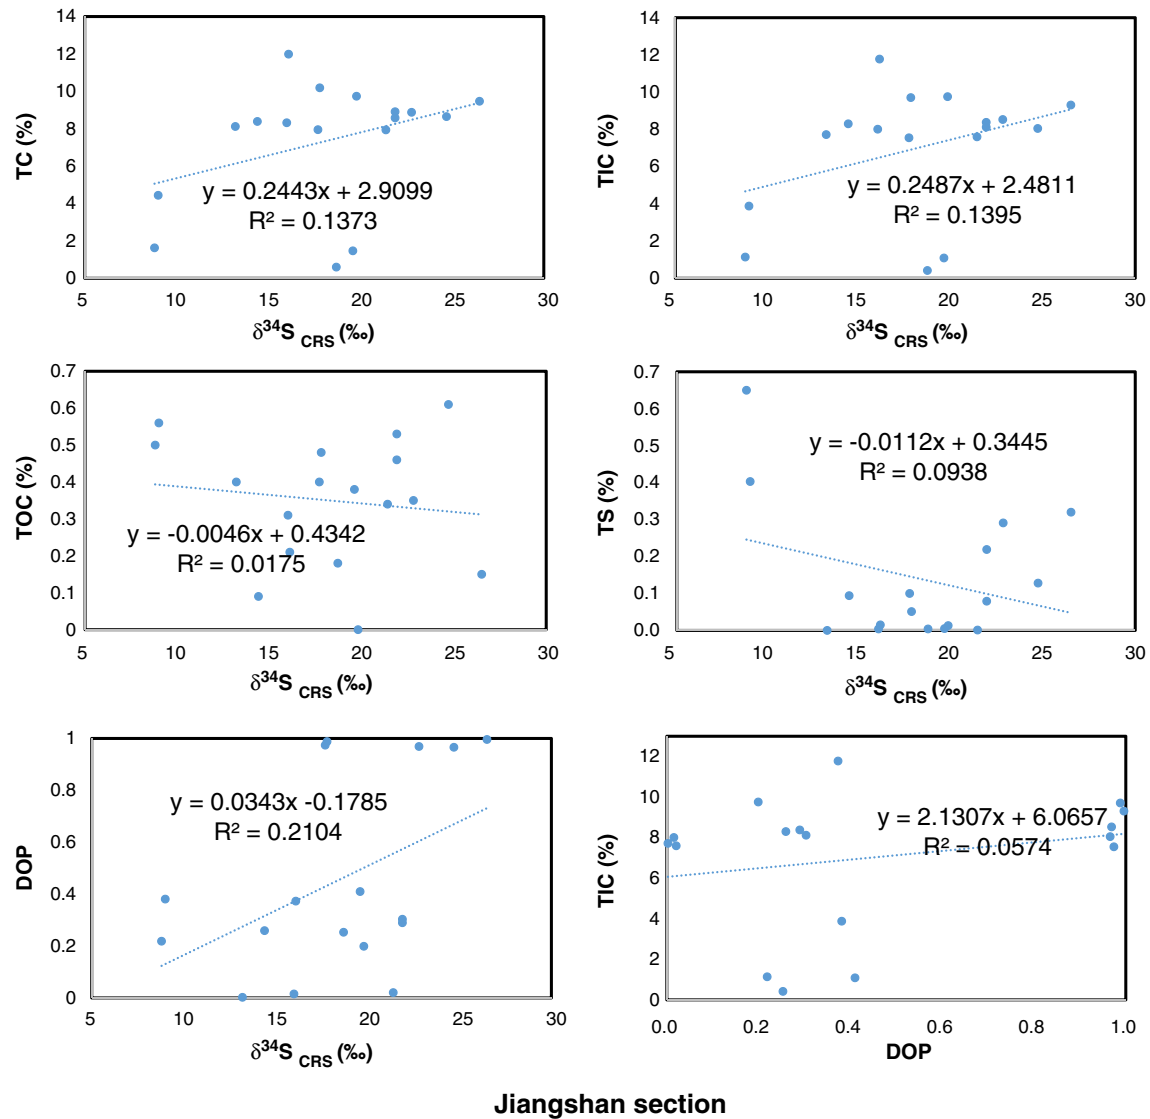 14
12
10
8
6
4
2
0
TC (%)
y = 0.2443x + 2.9099
R² = 0.1373
5 10 15 20 25 30
δ³⁴S CRS (‰)
14
12
10
8
6
4
2
0
TIC (%)
y = 0.2487x + 2.4811
R² = 0.1395
5 10 15 20 25 30
δ³⁴S CRS (‰)
0.7
0.6
0.5
0.4
0.3
0.2
0.1
0
TOC (%)
y = -0.0046x + 0.4342
R² = 0.0175
5 10 15 20 25 30
δ³⁴S CRS (‰)
0.7
0.6
0.5
0.4
0.3
0.2
0.1
0.0
TS (%)
y = -0.0112x + 0.3445
R² = 0.0938
5 10 15 20 25 30
δ³⁴S CRS (‰)
1
0.8
0.6
0.4
0.2
0
DOP
y = 0.0343x -0.1785
R² = 0.2104
5 10 15 20 25 30
δ³⁴S CRS (‰)
12
10
8
6
4
2
0
TIC (%)
y = 2.1307x + 6.0657
R² = 0.0574
0.0 0.2 0.4 0.6 0.8 1.0
DOP
Jiangshan section